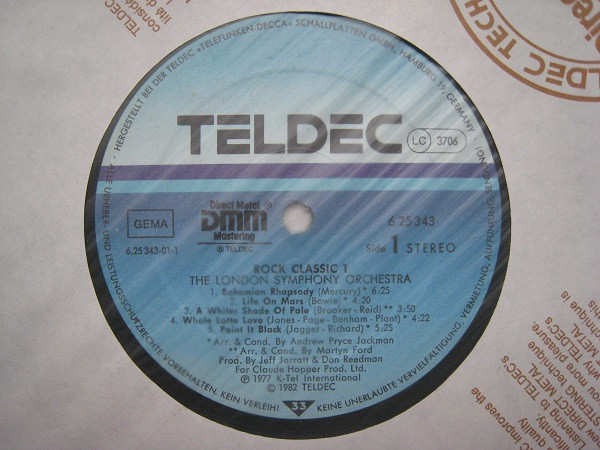 HERGESTELLT BEI DER TELDEC »TELEFUNKEN-DECCA« SCHALLPLATTEN GMBH, HAMBURG 19, GERMANY
TELDEC
LC 3706
GEMA
6.25343-01-1
Direct Metal
DMM
Mastering
℗ TELDEC
6.25343
Side 1 STEREO
ROCK CLASSIC 1
THE LONDON SYMPHONY ORCHESTRA
1. Bohemian Rhapsody (Mercury) * 6:25
2. Life On Mars (Bowie) * 4:20
3. A Whiter Shade Of Pale (Brooker-Reid) ** 3:50
4. Whole Lotta Love (Jones-Page-Bonham-Plant) * 4:22
5. Paint It Black (Jagger-Richard) * 5:25
*Arr. & Cond. By Andrew Pryce Jackman
**Arr. & Cond. By Martyn Ford
Prod. By Jeff Jarratt & Don Reedman
For Claude Hopper Prod. Ltd.
℗ 1977 K-Tel International
© 1982 TELDEC
ALLE URHEBER- UND LEISTUNGSSCHUTZRECHTE VORBEHALTEN. KEIN VERLEIH!
33
KEINE UNERLAUBTE VERVIELFÄLTIGUNG, VERMIETUNG, AUFFÜHRUNG, SENDUNG!